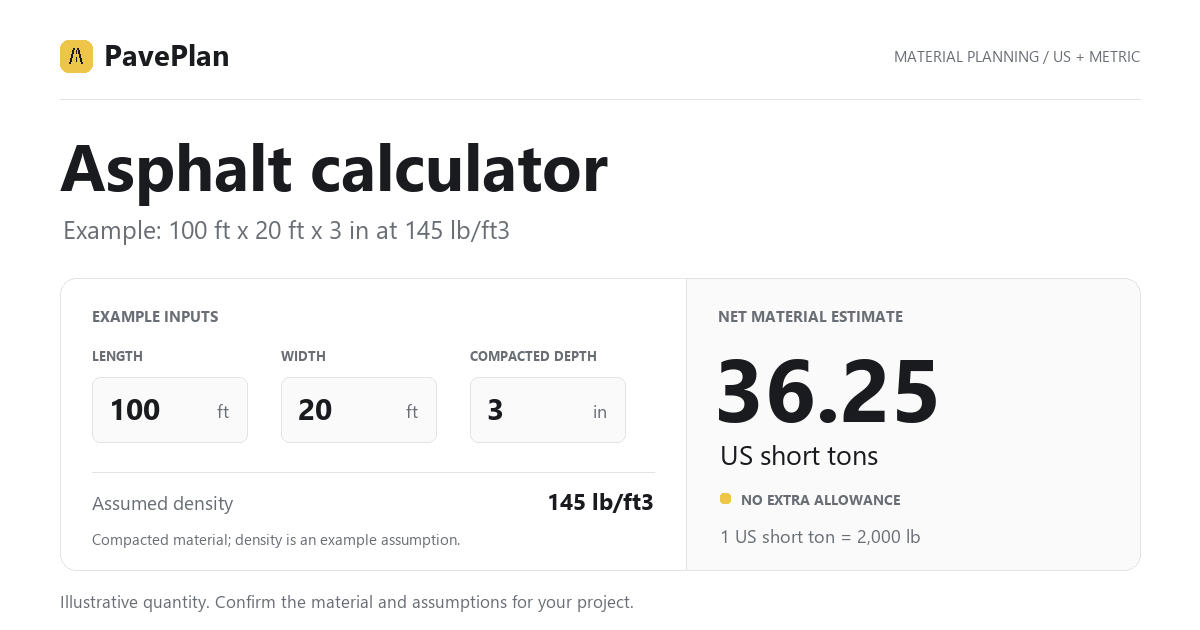 PavePlan
MATERIAL PLANNING / US + METRIC
Asphalt calculator
Example: 100 ft x 20 ft x 3 in at 145 lb/ft3
EXAMPLE INPUTS
LENGTH
WIDTH
COMPACTED DEPTH
100 ft
20 ft
3 in
Assumed density
145 lb/ft3
Compacted material; density is an example assumption.
NET MATERIAL ESTIMATE
36.25
US short tons
NO EXTRA ALLOWANCE
1 US short ton = 2,000 lb
Illustrative quantity. Confirm the material and assumptions for your project.